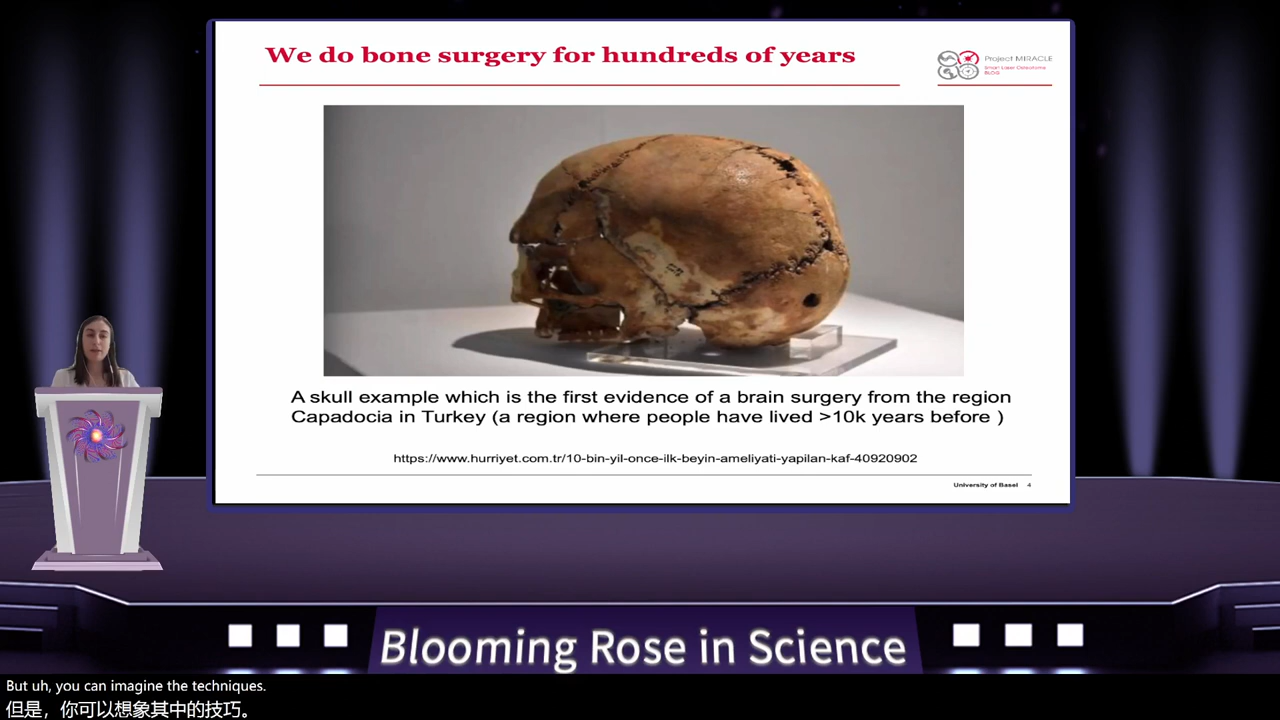 We do bone surgery for hundreds of years
Project MIRACLE
Smart Laser Osteotome
BLOG
A skull example which is the first evidence of a brain surgery from the region
Capadocia in Turkey (a region where people have lived >10k years before )
https://www.hurriyet.com.tr/10-bin-yil-once-ilk-beyin-ameliyati-yapilan-kaf-40920902
University of Basel 4
Blooming Rose in Science
But uh, you can imagine the techniques.
但是，你可以想象其中的技巧。